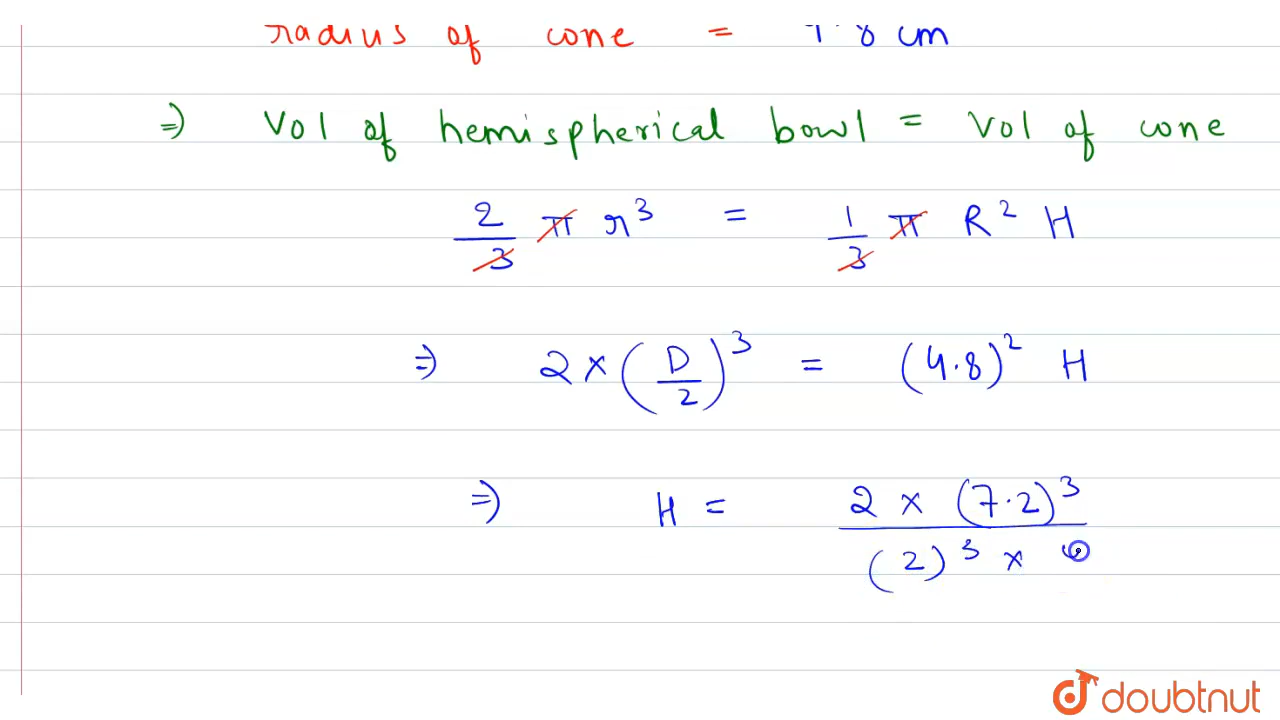 radius of cone = 4.8 cm
⇒ Vol of hemispherical bowl = Vol of cone
2/3 π r³ = 1/3 π R² H
⇒ 2 × (D/2)³ = (4.8)² H
⇒ H = 2 × (7.2)³ / (2)³ ×
doubtnut